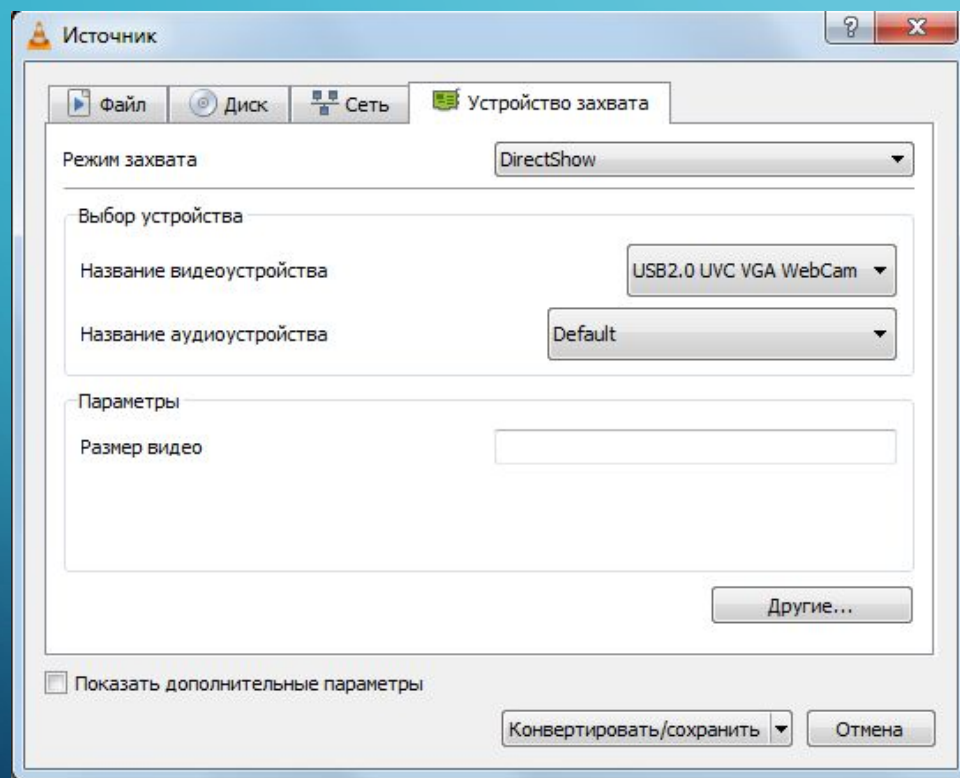 Источник
Файл Диск Сеть Устройство захвата
Режим захвата DirectShow
Выбор устройства
Название видеоустройства USB2.0 UVC VGA WebCam
Название аудиоустройства Default
Параметры
Размер видео
Другие...
Показать дополнительные параметры
Конвертировать/сохранить Отмена